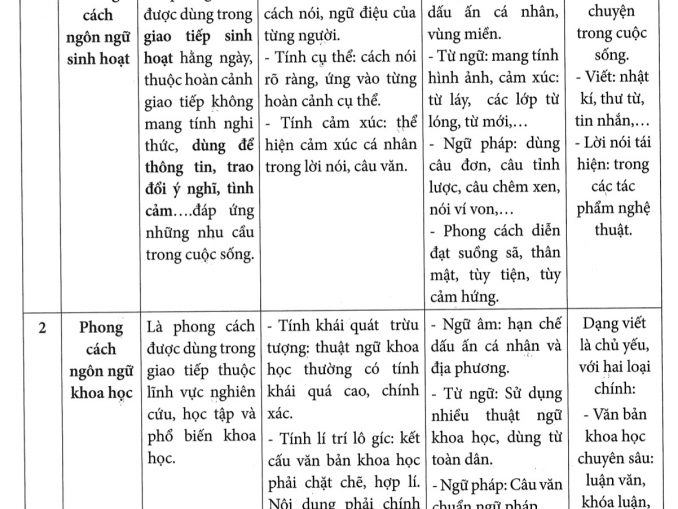 cách
ngôn ngữ
sinh hoạt
được dùng trong
giao tiếp sinh
hoạt hằng ngày,
thuộc hoàn cảnh
giao tiếp không
mang tính nghi
thức, dùng để
thông tin, trao
đổi ý nghĩ, tình
cảm….đáp ứng
những nhu cầu
trong cuộc sống.
cách nói, ngữ điệu của
từng người.
- Tính cụ thể: cách nói
rõ ràng, ứng vào từng
hoàn cảnh cụ thể.
- Tính cảm xúc: thể
hiện cảm xúc cá nhân
trong lời nói, câu văn.
dấu ấn cá nhân,
vùng miền.
- Từ ngữ: mang tính
hình ảnh, cảm xúc:
từ láy, các lớp từ
lóng, từ mới,…
- Ngữ pháp: dùng
câu đơn, câu tỉnh
lược, câu chêm xen,
nói ví von,…
- Phong cách diễn
đạt suồng sã, thân
mật, tùy tiện, tùy
cảm hứng.
chuyện
trong cuộc
sống.
- Viết: nhật
kí, thư từ,
tin nhắn,…
- Lời nói tái
hiện: trong
các tác
phẩm nghệ
thuật.
2
Phong
cách
ngôn ngữ
khoa học
Là phong cách
được dùng trong
giao tiếp thuộc
lĩnh vực nghiên
cứu, học tập và
phổ biến khoa
học.
- Tính khái quát trừu
tượng: thuật ngữ khoa
học thường có tính
khái quá cao, chính
xác.
- Tính lí trí lô gíc: kết
cấu văn bản khoa học
phải chặt chẽ, hợp lí.
Nội dung phải chính
- Ngữ âm: hạn chế
dấu ấn cá nhân và
địa phương.
- Từ ngữ: Sử dụng
nhiều thuật ngữ
khoa học, dùng từ
toàn dân.
- Ngữ pháp: Câu văn
chuẩn ngữ pháp
Dạng viết
là chủ yếu,
với hai loại
chính:
- Văn bản
khoa học
chuyên sâu:
luận văn,
khóa luận,